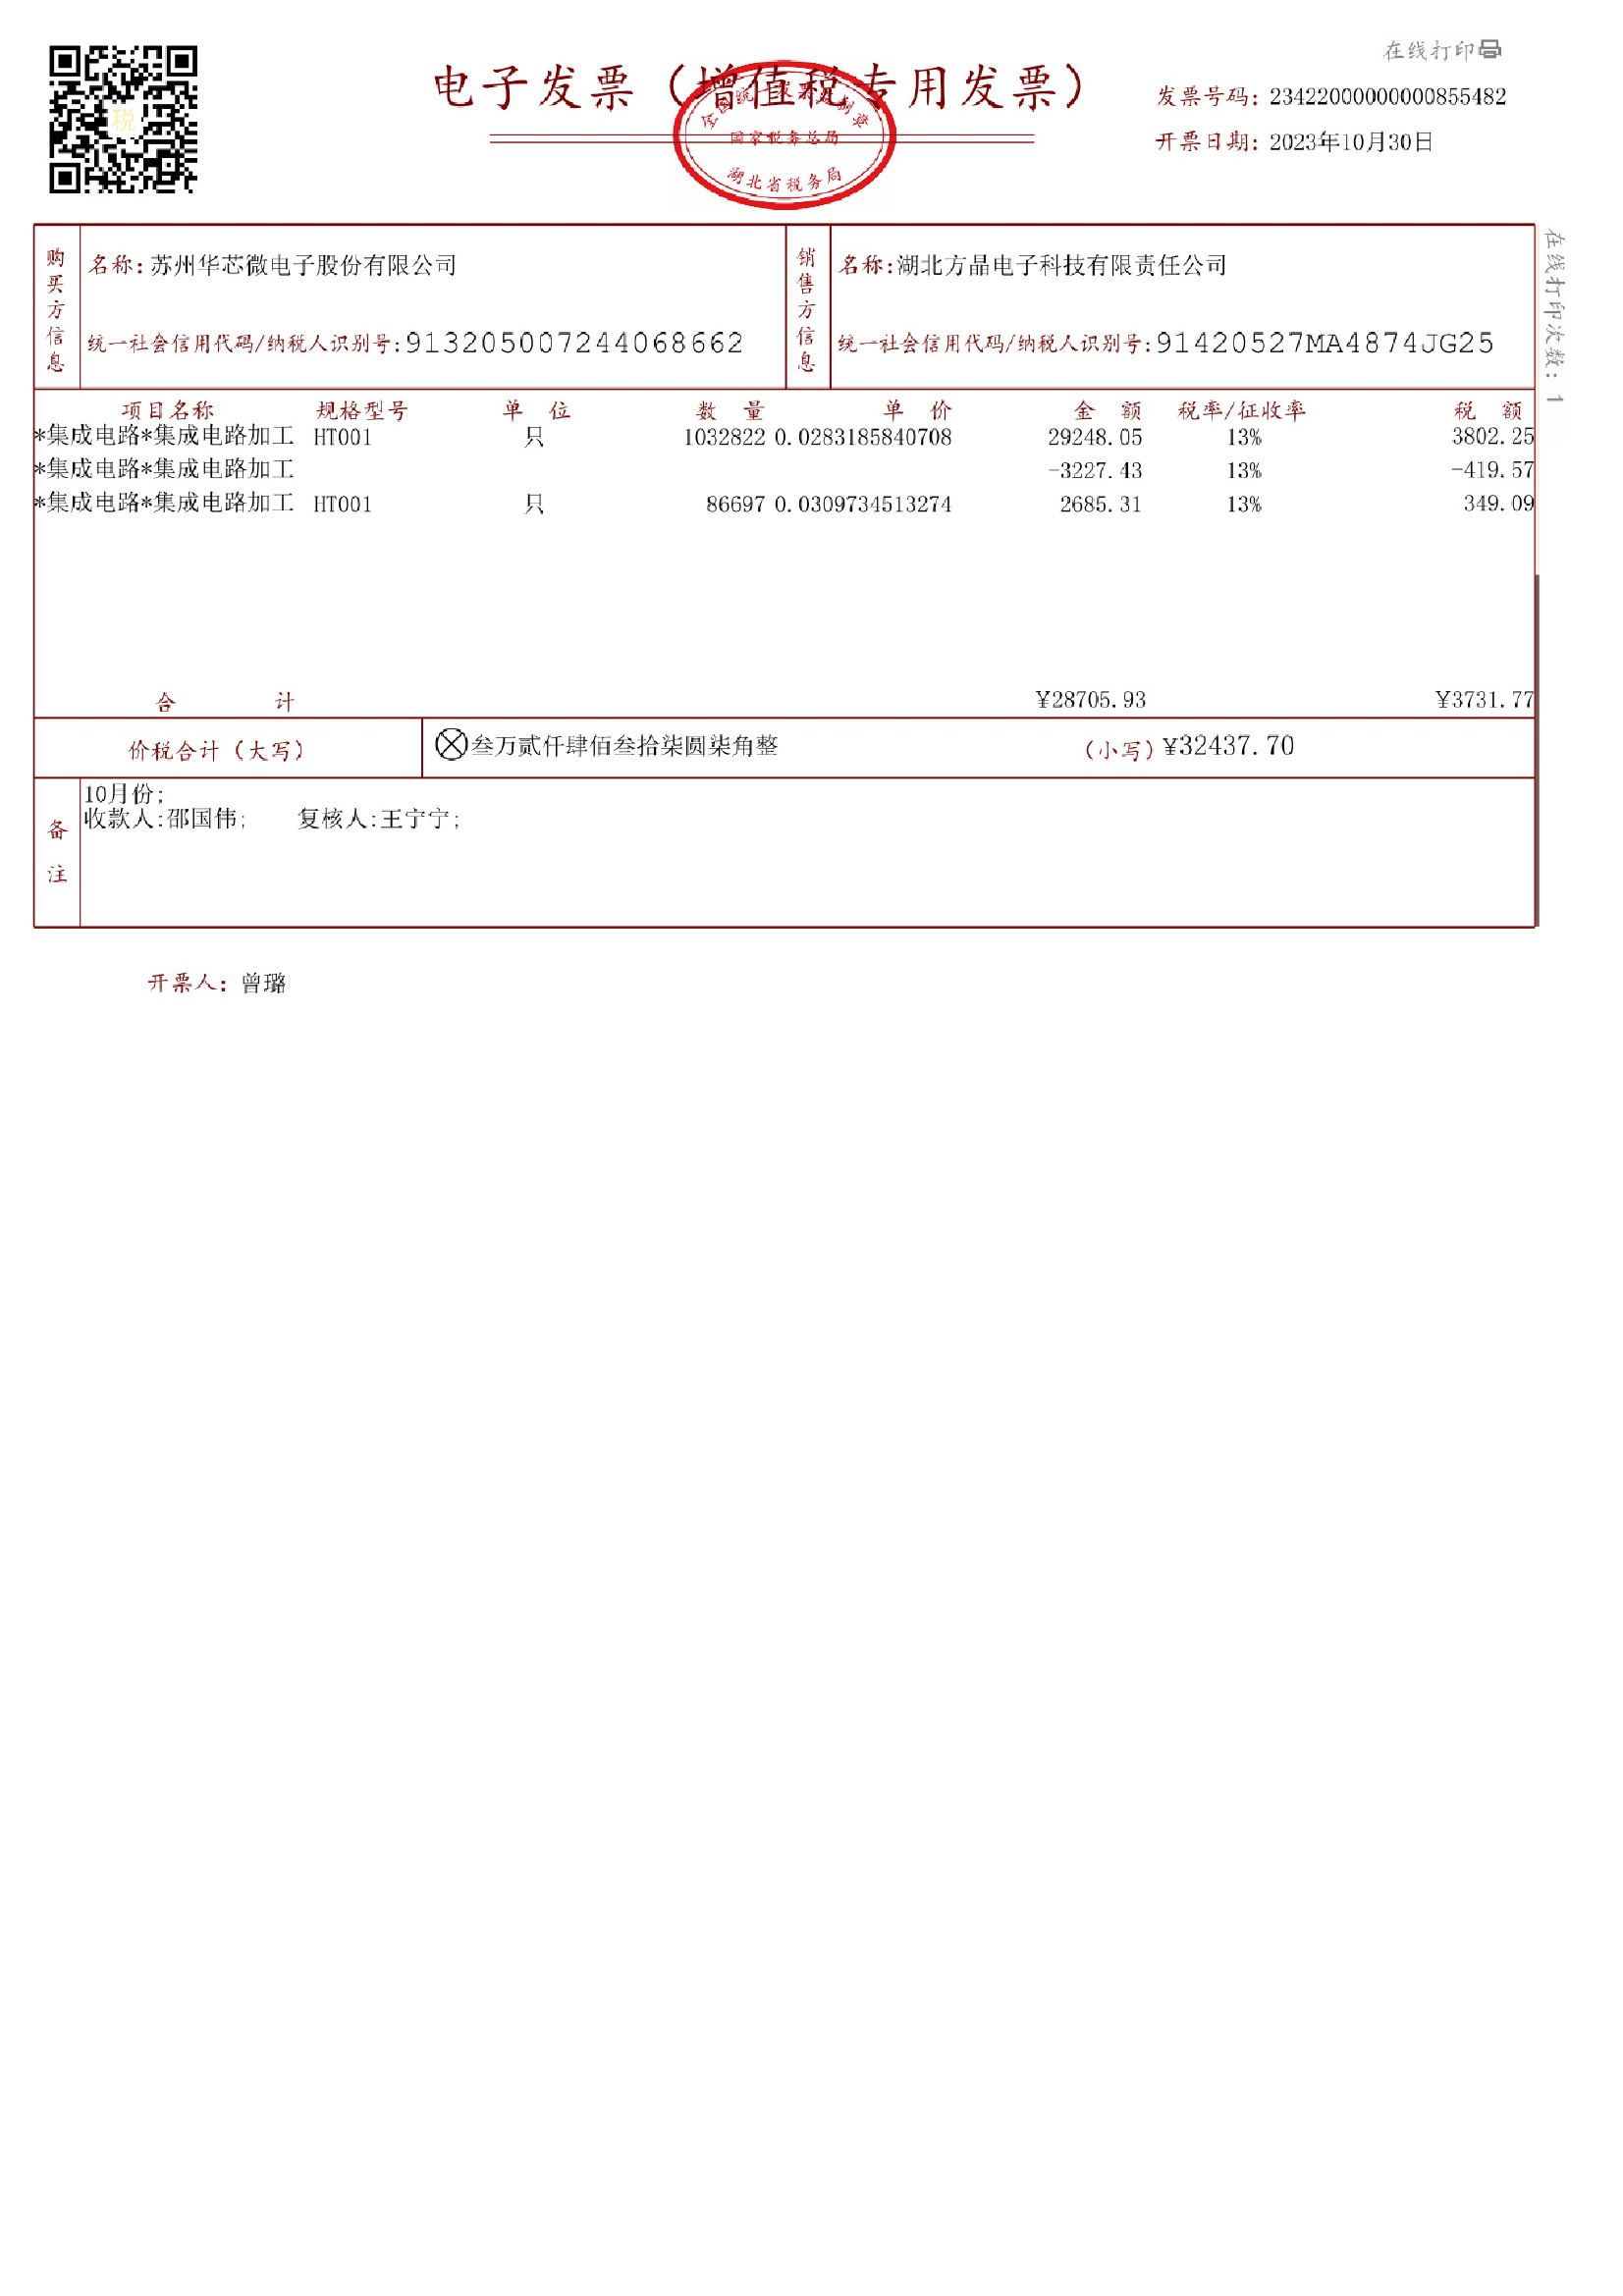 在线打印
电子发票（增值税专用发票）
发票号码：23422000000000855482
开票日期：2023年10月30日
税
全国统一发票监制章
国家税务总局
湖北省税务局
购买方信息
名称：苏州华芯微电子股份有限公司
统一社会信用代码/纳税人识别号：913205007244068662
销售方信息
名称：湖北方晶电子科技有限责任公司
统一社会信用代码/纳税人识别号：91420527MA4874JG25
在线打印次数：1
项目名称 规格型号 单位 数量 单价 金额 税率/征收率 税额
*集成电路*集成电路加工 HT001 只 1032822 0.0283185840708 29248.05 13% 3802.25
*集成电路*集成电路加工 -3227.43 13% -419.57
*集成电路*集成电路加工 HT001 只 86697 0.0309734513274 2685.31 13% 349.09
合计 ¥28705.93 ¥3731.77
价税合计（大写） 叁万贰仟肆佰叁拾柒圆柒角整 （小写）¥32437.70
备注
10月份;
收款人:邵国伟; 复核人:王宁宁;
开票人：曾璐